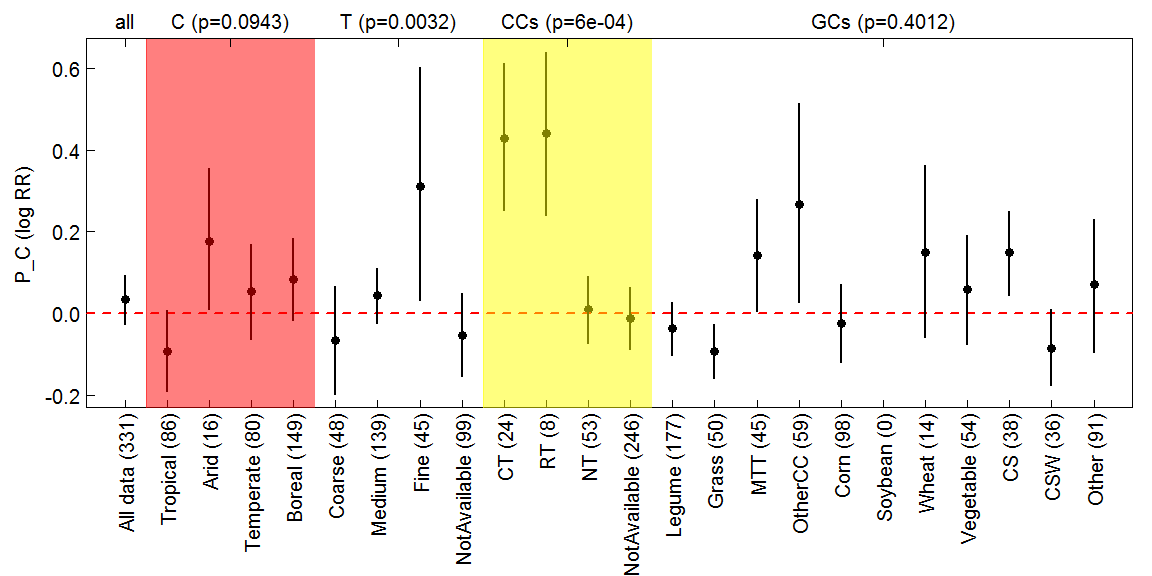 all C (p=0.0943) T (p=0.0032) CCs (p=6e-04) GCs (p=0.4012)
P_C (log RR)
0.6
0.4
0.2
0.0
-0.2
All data (331)
Tropical (86)
Arid (16)
Temperate (80)
Boreal (149)
Coarse (48)
Medium (139)
Fine (45)
NotAvailable (99)
CT (24)
RT (8)
NT (53)
NotAvailable (246)
Legume (177)
Grass (50)
MTT (45)
OtherCC (59)
Corn (98)
Soybean (0)
Wheat (14)
Vegetable (54)
CS (38)
CSW (36)
Other (91)